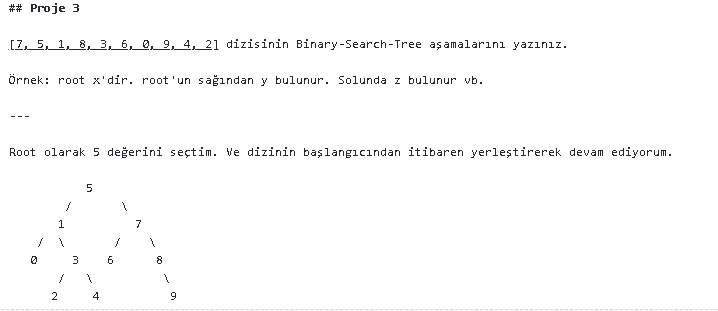 ## Proje 3
[7, 5, 1, 8, 3, 6, 0, 9, 4, 2] dizisinin Binary-Search-Tree aşamalarını yazınız.
Örnek: root x'dir. root'un sağından y bulunur. Solunda z bulunur vb.
---
Root olarak 5 değerini seçtim. Ve dizinin başlangıcından itibaren yerleştirerek devam ediyorum.
5
/ \
1 7
/ \ / \
0 3 6 8
/ \ \
2 4 9